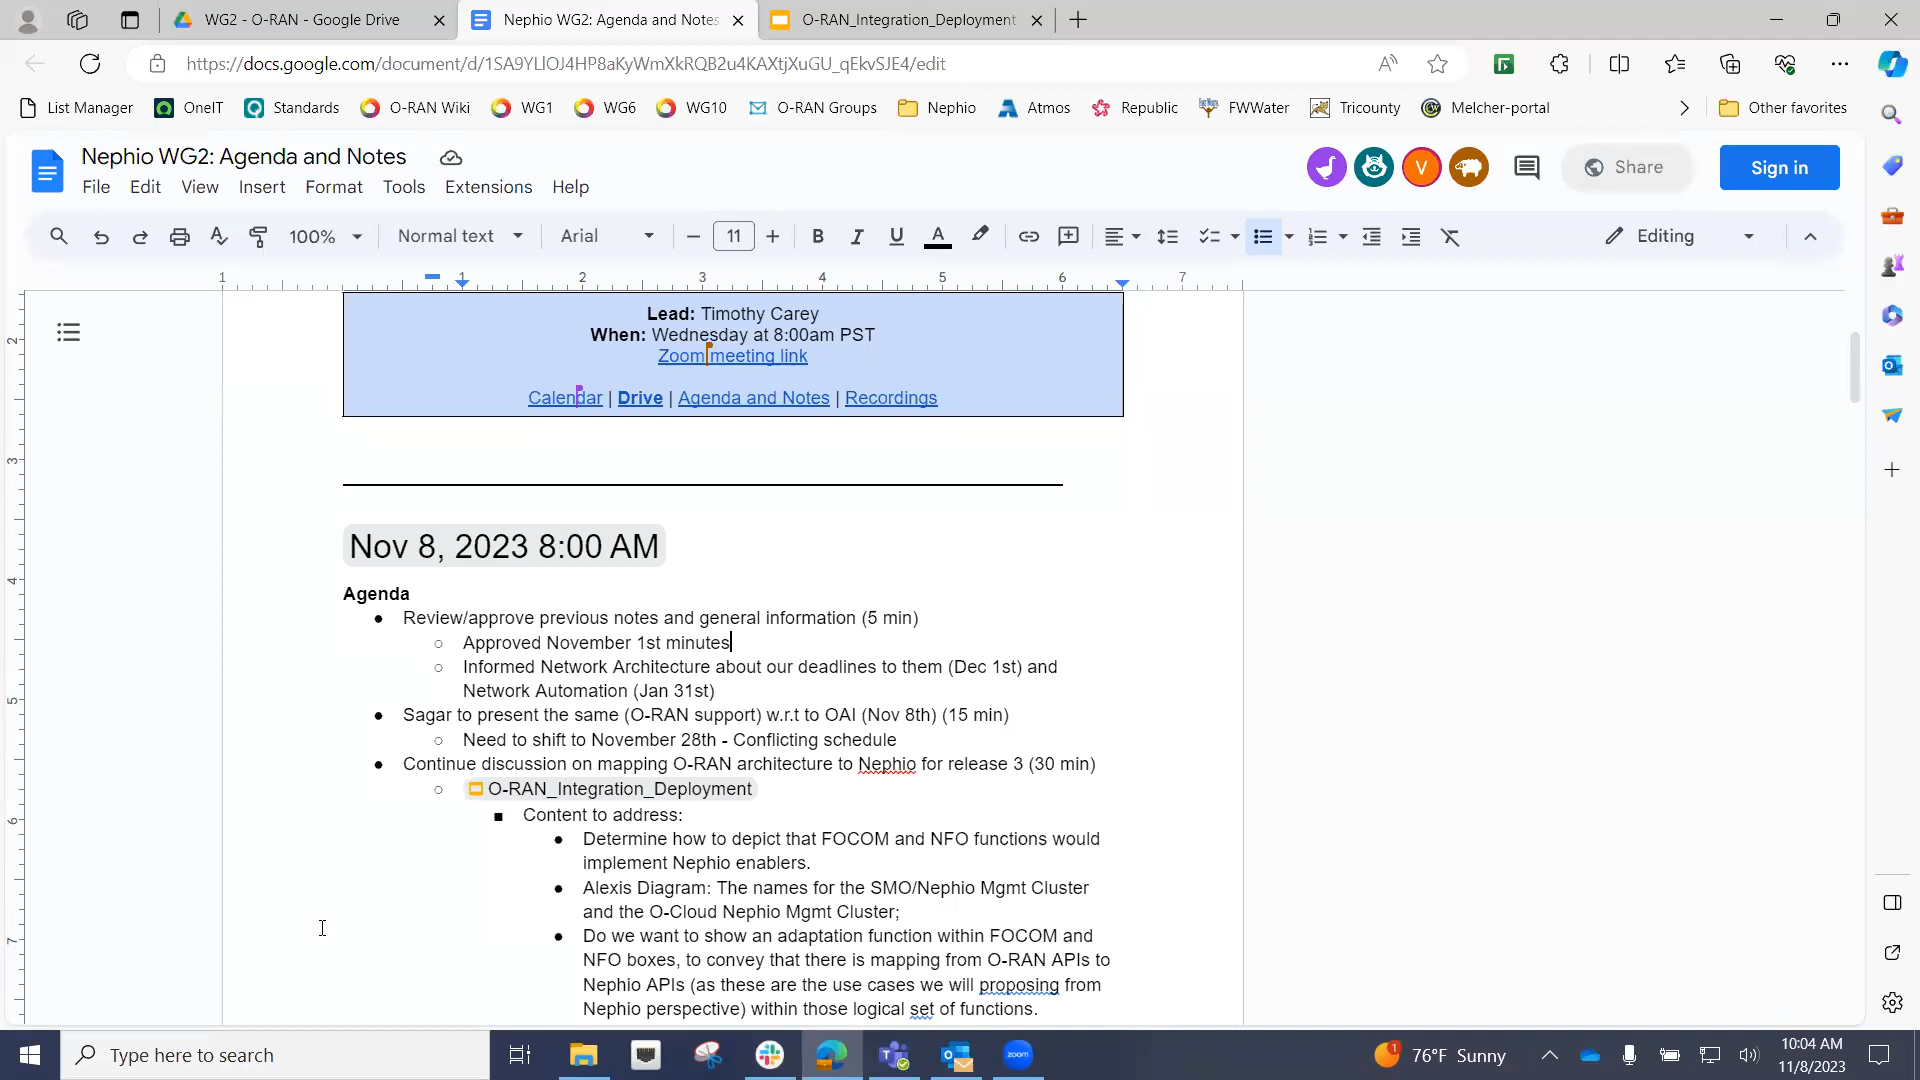 WG2 - O-RAN - Google Drive
Nephio WG2: Agenda and Notes
O-RAN_Integration_Deployment
https://docs.google.com/document/d/1SA9YLlOJ4HP8aKyWmXkRQB2u4KAXtjXuGU_qEkvSJE4/edit
List Manager OneIT Standards O-RAN Wiki WG1 WG6 WG10 O-RAN Groups Nephio Atmos Republic FWWater Tricounty Melcher-portal Other favorites
Nephio WG2: Agenda and Notes
V
Share
Sign in
File Edit View Insert Format Tools Extensions Help
100% Normal text Arial 11 Editing
1 1 2 3 4 5 6 7
Lead: Timothy Carey
When: Wednesday at 8:00am PST
Zoom meeting link
Calendar | Drive | Agenda and Notes | Recordings
Nov 8, 2023 8:00 AM
Agenda
● Review/approve previous notes and general information (5 min)
○ Approved November 1st minutes
○ Informed Network Architecture about our deadlines to them (Dec 1st) and
Network Automation (Jan 31st)
● Sagar to present the same (O-RAN support) w.r.t to OAI (Nov 8th) (15 min)
○ Need to shift to November 28th - Conflicting schedule
● Continue discussion on mapping O-RAN architecture to Nephio for release 3 (30 min)
○ O-RAN_Integration_Deployment
■ Content to address:
● Determine how to depict that FOCOM and NFO functions would
implement Nephio enablers.
● Alexis Diagram: The names for the SMO/Nephio Mgmt Cluster
and the O-Cloud Nephio Mgmt Cluster;
● Do we want to show an adaptation function within FOCOM and
NFO boxes, to convey that there is mapping from O-RAN APIs to
Nephio APIs (as these are the use cases we will proposing from
Nephio perspective) within those logical set of functions.
2
3
4
5
6
7
Type here to search
zoom
1
76°F Sunny
10:04 AM
11/8/2023